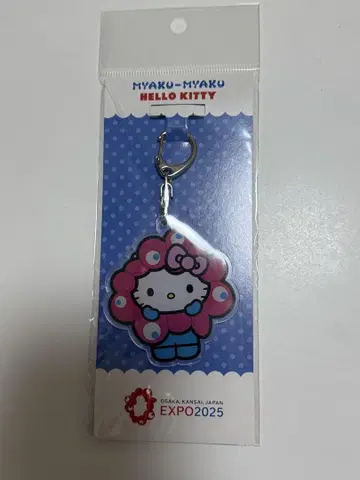 MYAKU-MYAKU
HELLO KITTY
OSAKA, KANSAI, JAPAN
EXPO2025